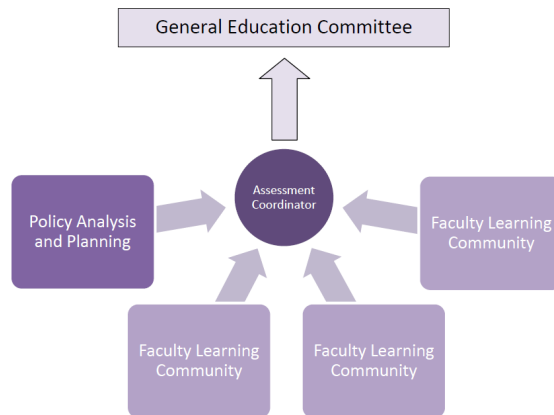 General Education Committee
Assessment
Coordinator
Policy Analysis
and Planning
Faculty Learning
Community
Faculty Learning
Community
Faculty Learning
Community